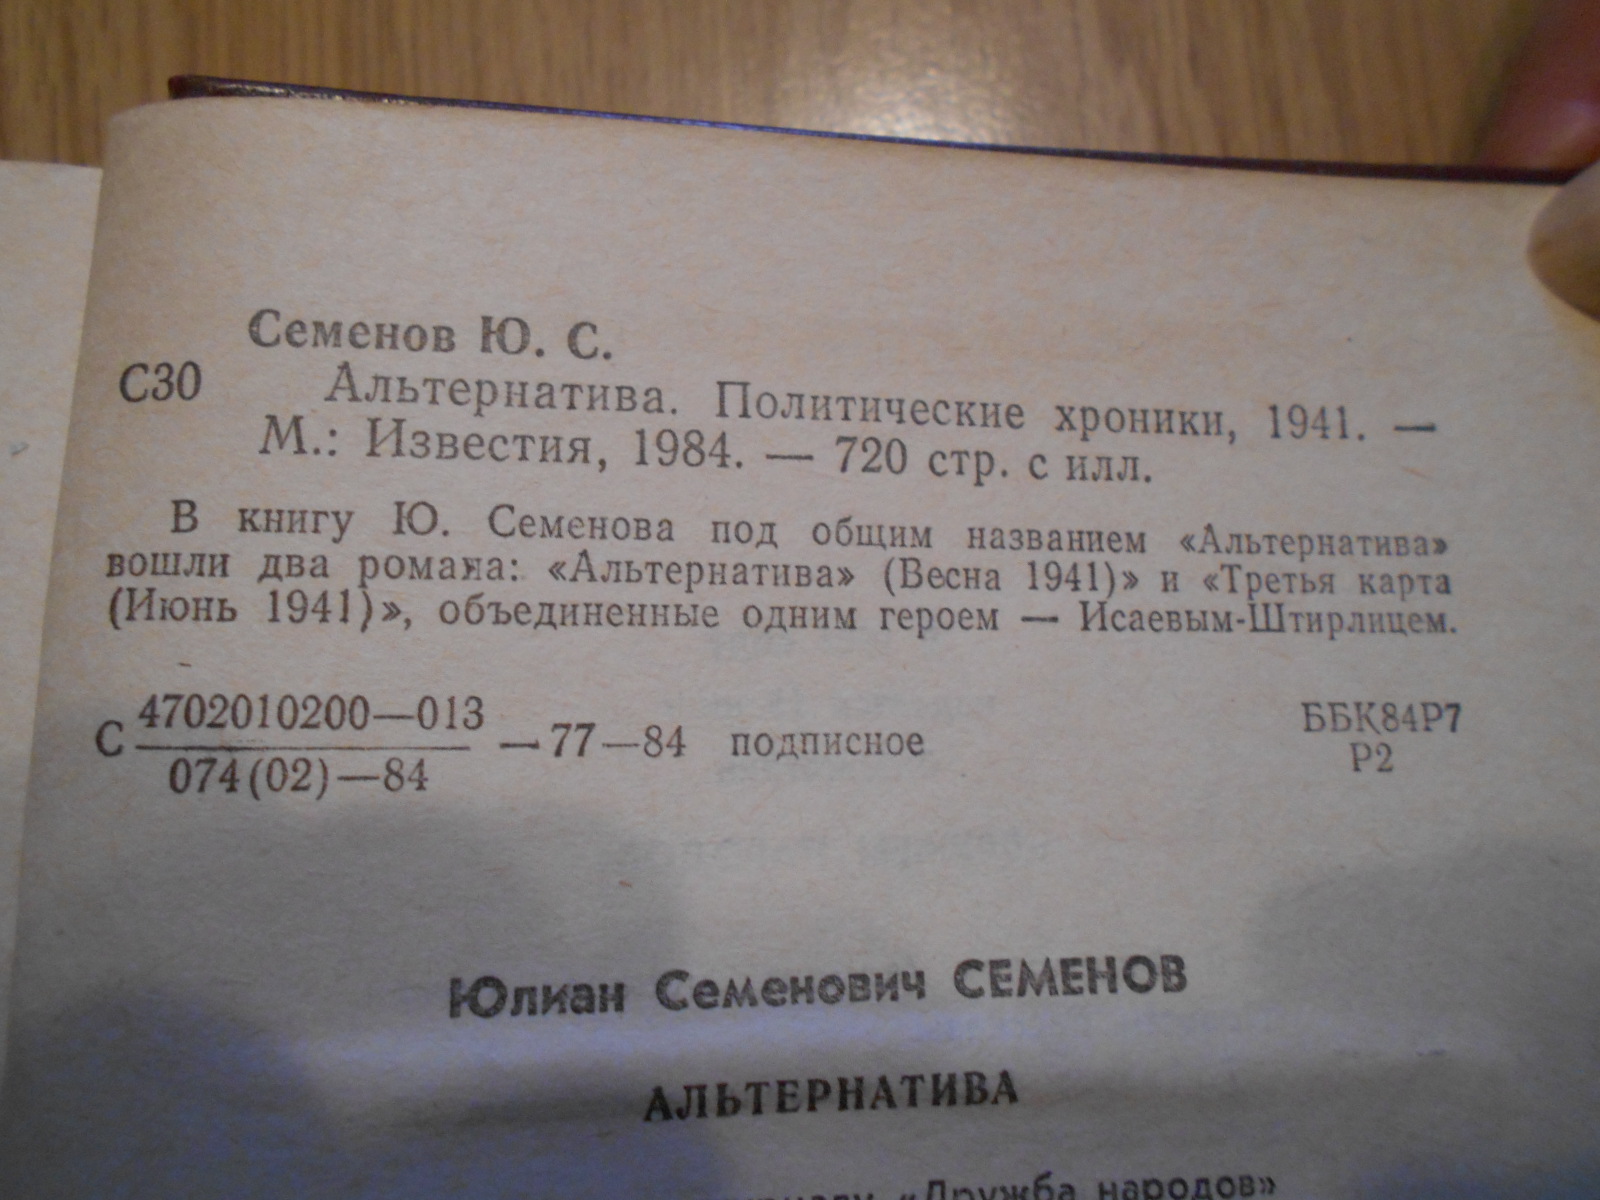 Семенов Ю. С.
С30 Альтернатива. Политические хроники, 1941. —
М.: Известия, 1984. — 720 стр. с илл.
В книгу Ю. Семенова под общим названием «Альтернатива»
вошли два романа: «Альтернатива» (Весна 1941)» и «Третья карта
(Июнь 1941)», объединенные одним героем — Исаевым-Штирлицем.
С 4702010200—013 — 77—84 подписное ББК84Р7
074(02)—84 Р2
Юлиан Семенович СЕМЕНОВ
АЛЬТЕРНАТИВА
«Дружба народов»